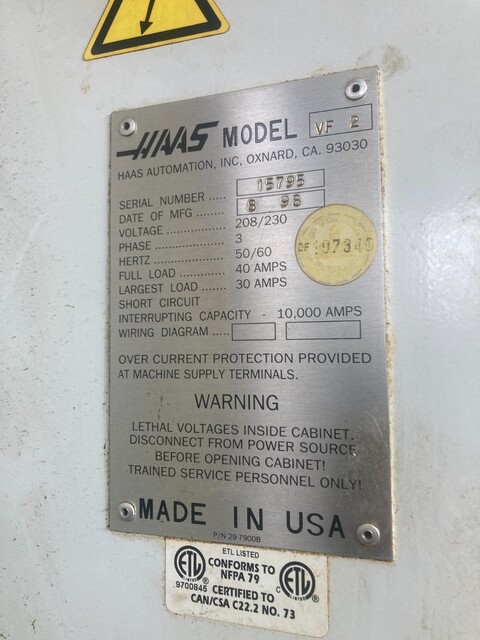 HAAS MODEL VF 2
HAAS AUTOMATION, INC, OXNARD, CA. 93030
SERIAL NUMBER .... 15795
DATE OF MFG ....... 8 98
VOLTAGE ................ 208/230
PHASE .................. 3
HERTZ .................. 50/60
FULL LOAD ............. 40 AMPS
LARGEST LOAD ....... 30 AMPS
SHORT CIRCUIT
INTERRUPTING CAPACITY - 10,000 AMPS
WIRING DIAGRAM .....
OVER CURRENT PROTECTION PROVIDED
AT MACHINE SUPPLY TERMINALS.
WARNING
LETHAL VOLTAGES INSIDE CABINET.
DISCONNECT FROM POWER SOURCE
BEFORE OPENING CABINET!
TRAINED SERVICE PERSONNEL ONLY!
MADE IN USA
P/N 29-7900B
ETL LISTED
CONFORMS TO
NFPA 79
9700845 CERTIFIED TO
CAN/CSA C22.2 NO. 73
ETL
ETL